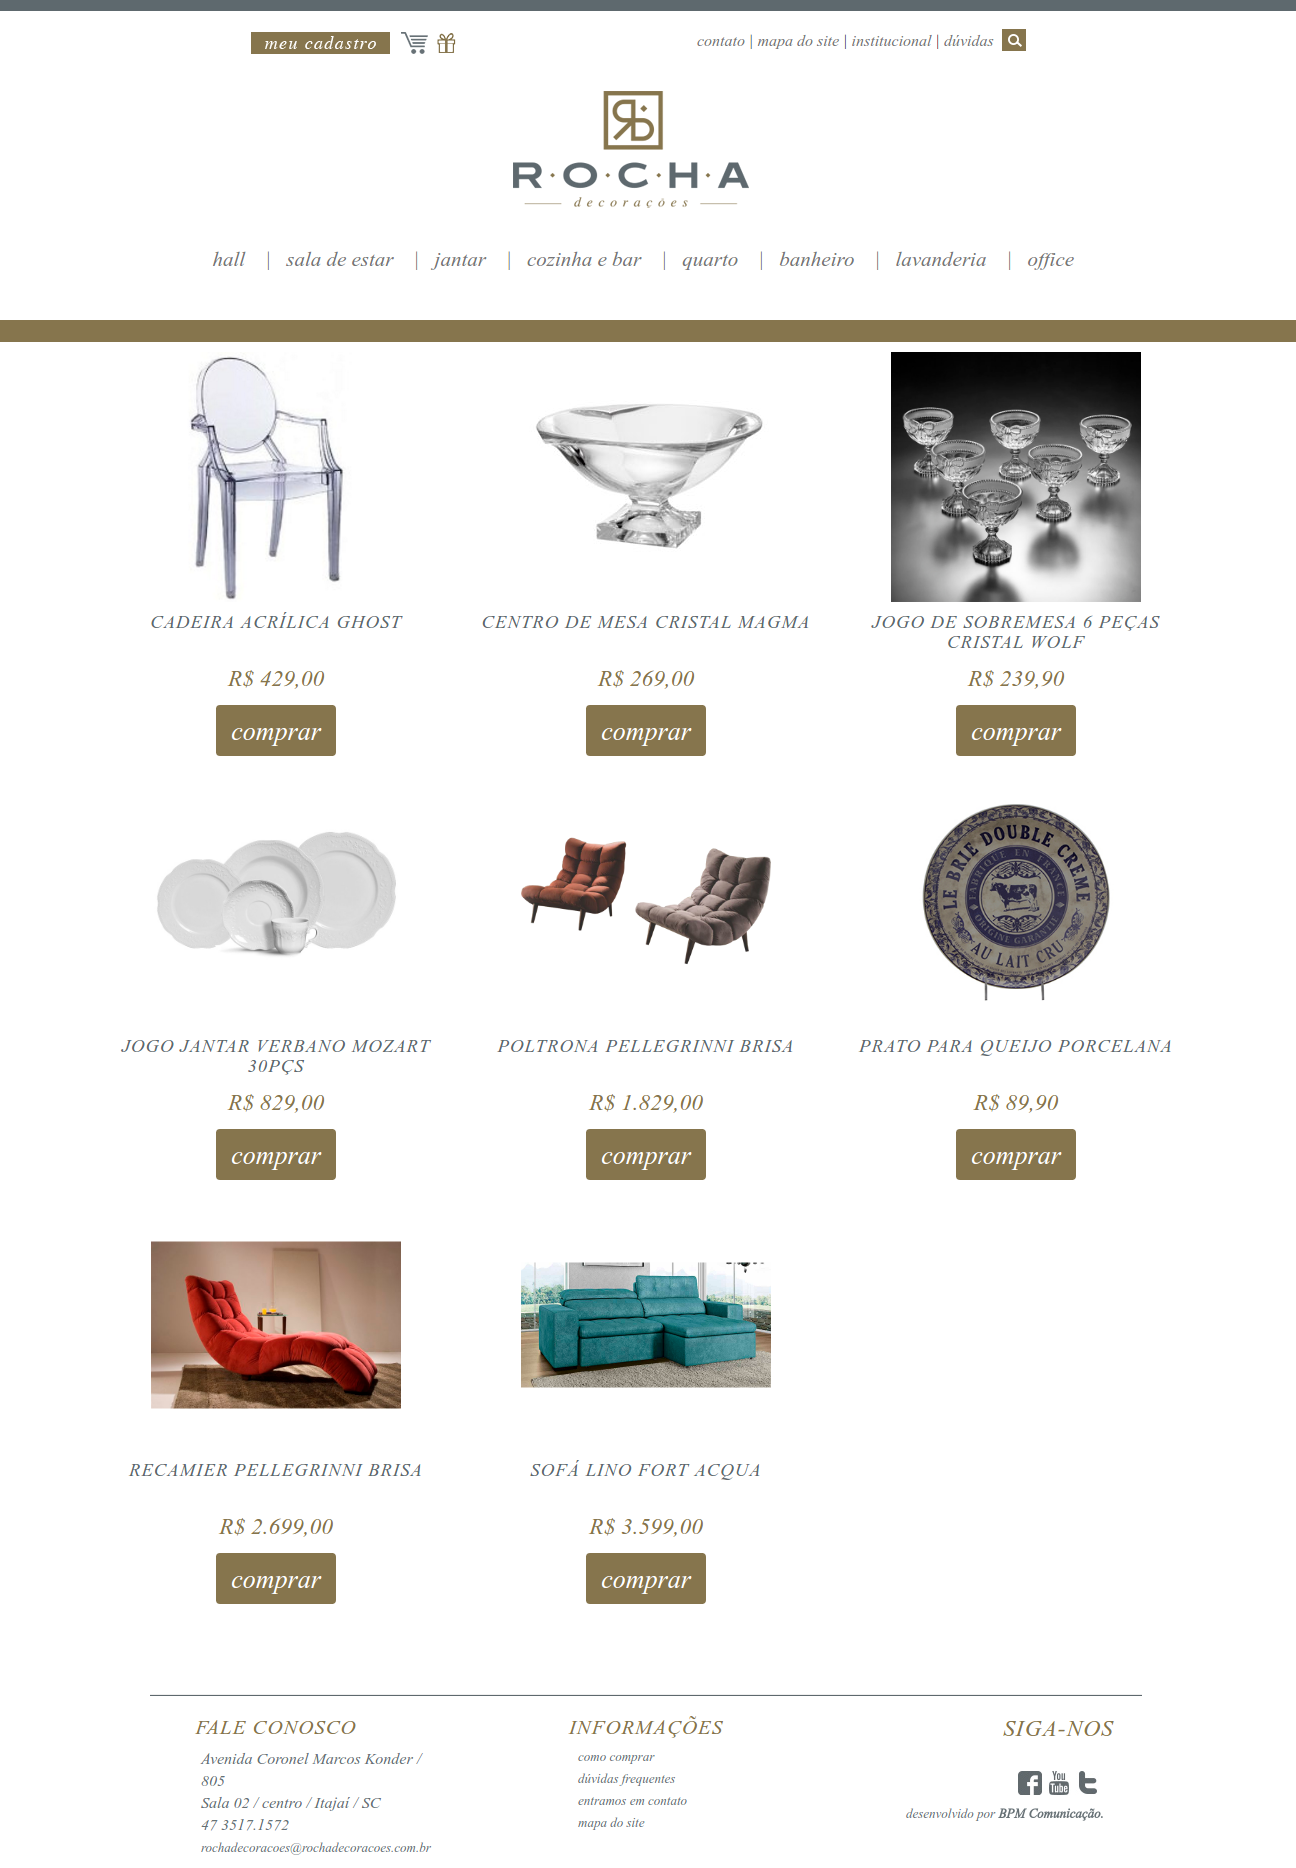 meu cadastro
contato | mapa do site | institucional | dúvidas
R·O·C·H·A
decorações
hall | sala de estar | jantar | cozinha e bar | quarto | banheiro | lavanderia | office
CADEIRA ACRÍLICA GHOST
R$ 429,00
comprar
CENTRO DE MESA CRISTAL MAGMA
R$ 269,00
comprar
JOGO DE SOBREMESA 6 PEÇAS
CRISTAL WOLF
R$ 239,90
comprar
JOGO JANTAR VERBANO MOZART
30PÇS
R$ 829,00
comprar
POLTRONA PELLEGRINNI BRISA
R$ 1.829,00
comprar
LE BRIE DOUBLE CREME
FABRIQUE EN FRANCE
ORIGINE GARANTIE
AU LAIT CRU
PRATO PARA QUEIJO PORCELANA
R$ 89,90
comprar
RECAMIER PELLEGRINNI BRISA
R$ 2.699,00
comprar
SOFÁ LINO FORT ACQUA
R$ 3.599,00
comprar
FALE CONOSCO
Avenida Coronel Marcos Konder /
805
Sala 02 / centro / Itajaí / SC
47 3517.1572
rochadecoracoes@rochadecoracoes.com.br
INFORMAÇÕES
como comprar
dúvidas frequentes
entramos em contato
mapa do site
SIGA-NOS
You
Tube
desenvolvido por BPM Comunicação.